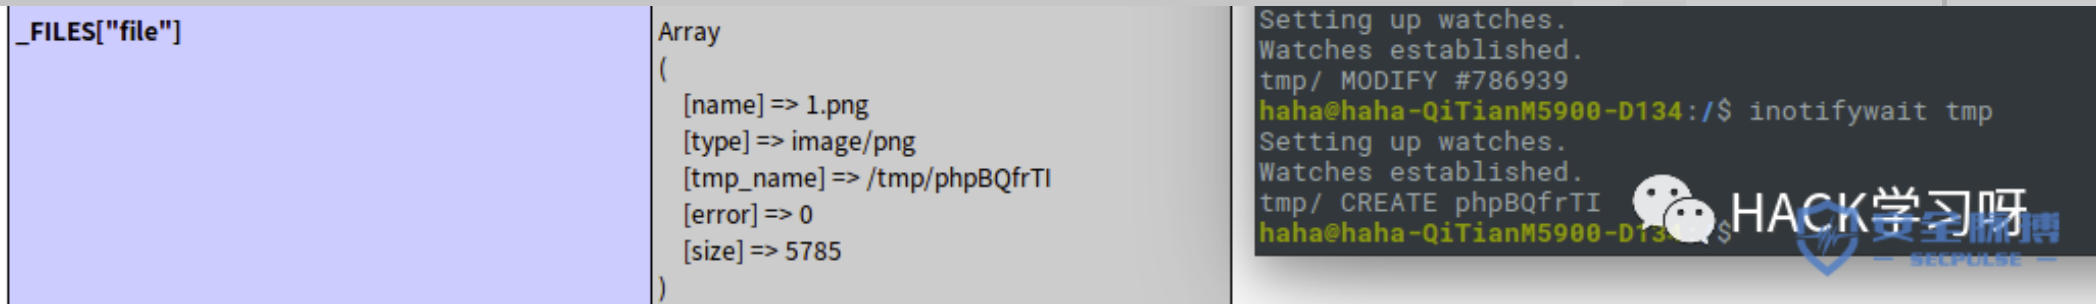 _FILES["file"]
Array
(
[name] => 1.png
[type] => image/png
[tmp_name] => /tmp/phpBQfrTI
[error] => 0
[size] => 5785
)
Setting up watches.
Watches established.
tmp/ MODIFY #786939
haha@haha-QiTianM5900-D134:/$ inotifywait tmp
Setting up watches.
Watches established.
tmp/ CREATE phpBQfrTI
haha@haha-QiTianM5900-D134:/$
HACK学习呀
安全脉搏
SECPULSE